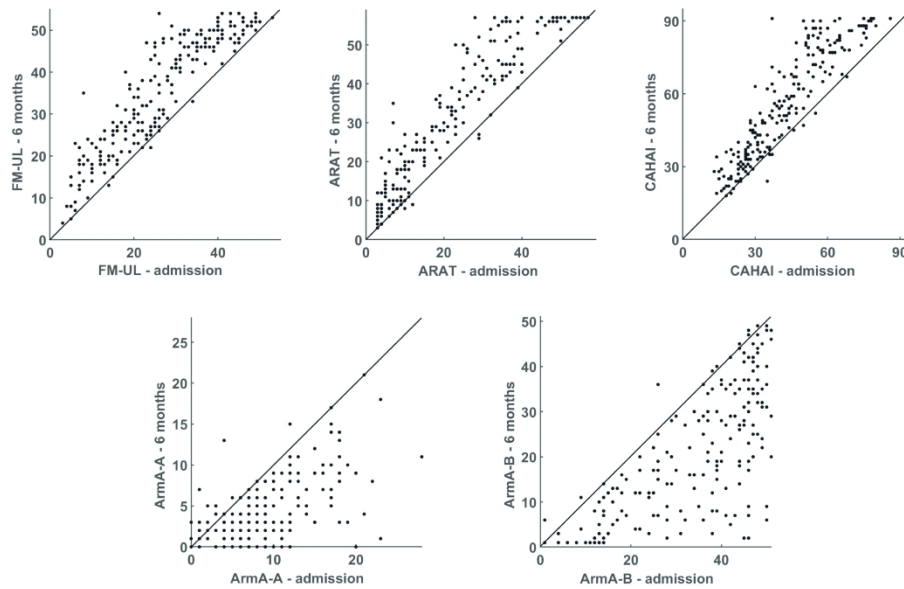 50
40
30
20
10
0
FM-UL - 6 months
0 20 40
FM-UL - admission
50
40
30
20
10
0
ARAT - 6 months
0 20 40
ARAT - admission
90
60
30
0
CAHAI - 6 months
0 30 60 90
CAHAI - admission
25
20
15
10
5
0
ArmA-A - 6 months
0 10 20
ArmA-A - admission
50
40
30
20
10
0
ArmA-B - 6 months
0 20 40
ArmA-B - admission